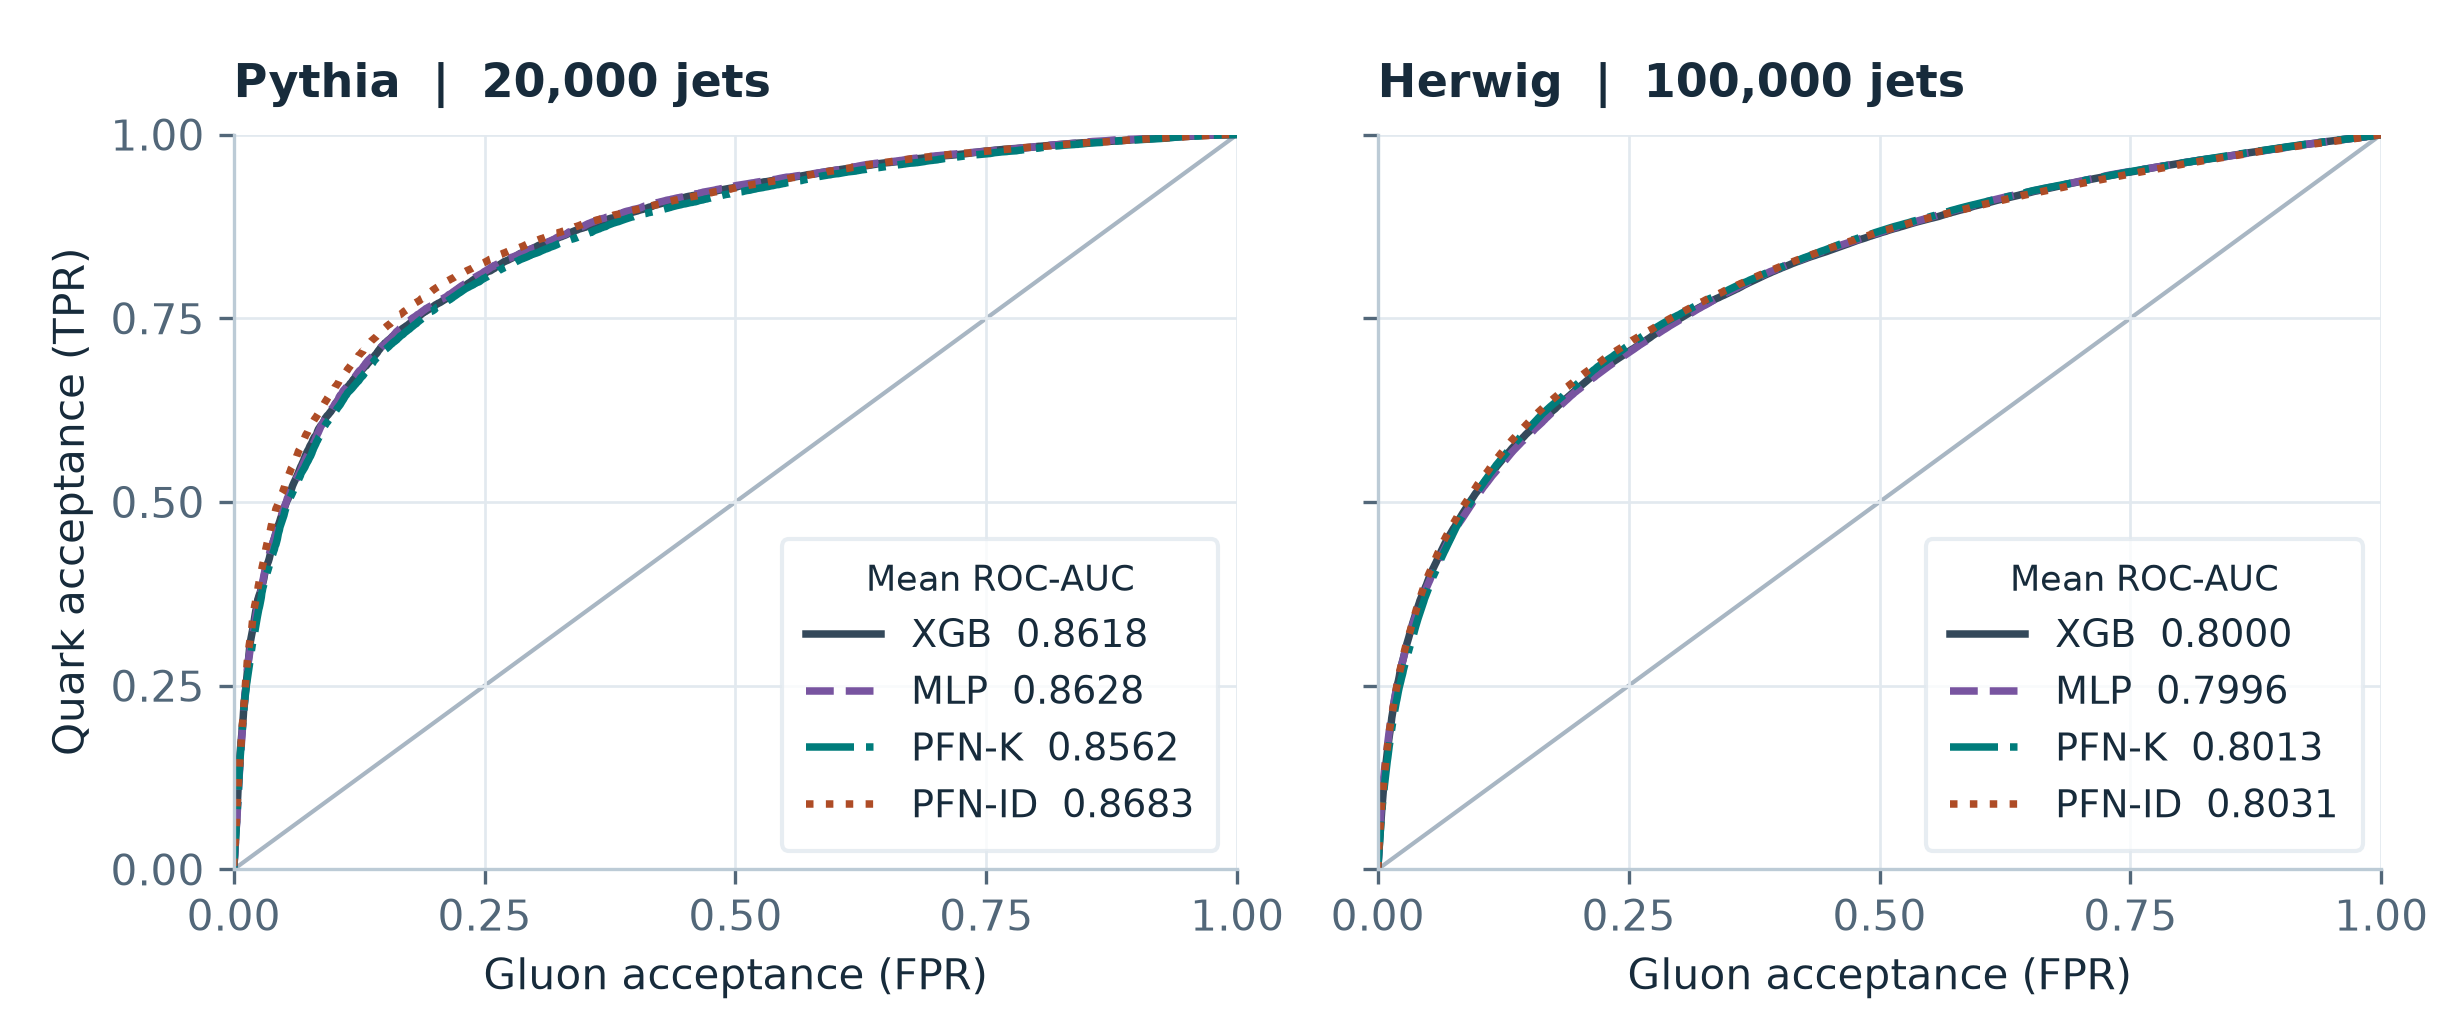 Pythia | 20,000 jets
1.00
0.75
0.50
0.25
0.00
Quark acceptance (TPR)
Mean ROC-AUC
XGB 0.8618
MLP 0.8628
PFN-K 0.8562
PFN-ID 0.8683
0.00 0.25 0.50 0.75 1.00
Gluon acceptance (FPR)
Herwig | 100,000 jets
Mean ROC-AUC
XGB 0.8000
MLP 0.7996
PFN-K 0.8013
PFN-ID 0.8031
0.00 0.25 0.50 0.75 1.00
Gluon acceptance (FPR)